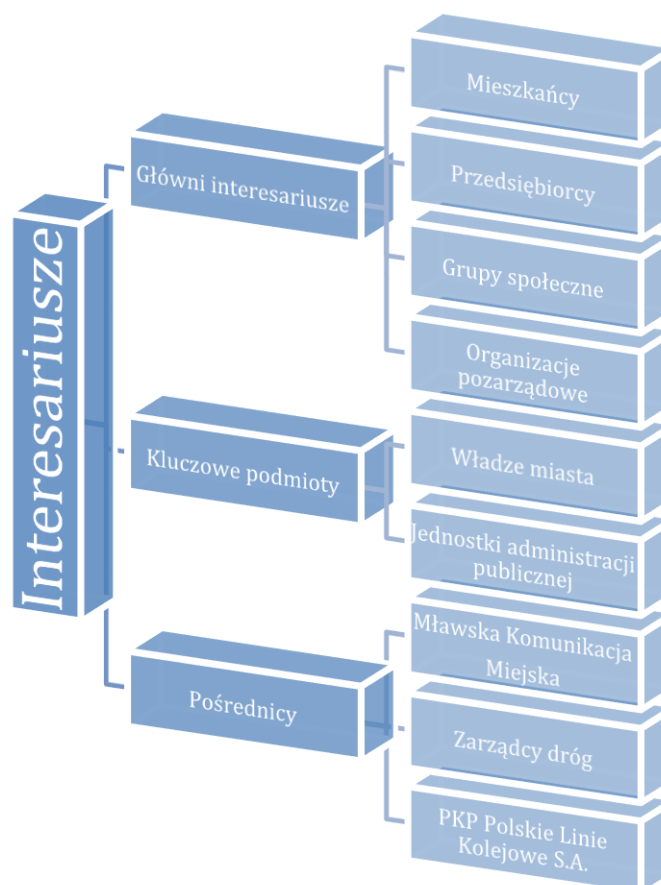 Interesariusze
Główni interesariusze
Mieszkańcy
Przedsiębiorcy
Grupy społeczne
Organizacje
pozarządowe
Kluczowe podmioty
Władze miasta
Jednostki administracji
publicznej
Pośrednicy
Mławska Komunikacja
Miejska
Zarządcy dróg
PKP Polskie Linie
Kolejowe S.A.